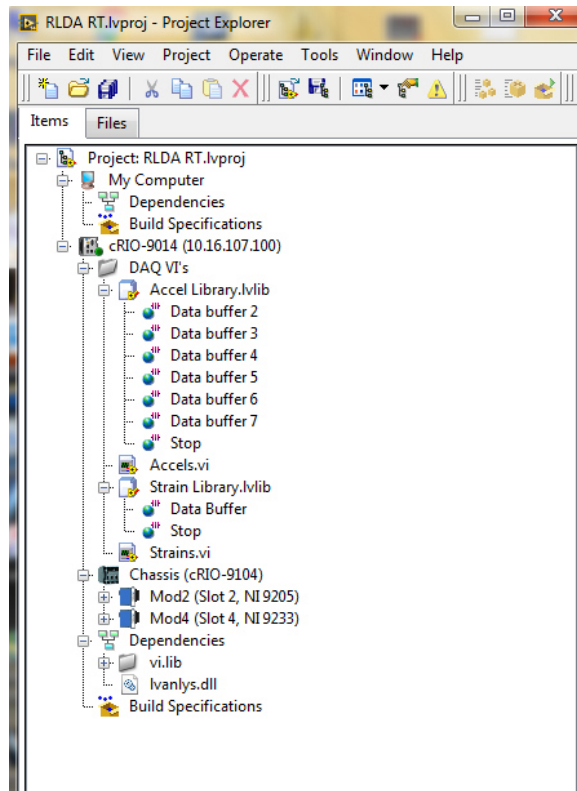 RLDA RT.lvproj - Project Explorer
File Edit View Project Operate Tools Window Help
Items Files
Project: RLDA RT.lvproj
My Computer
Dependencies
Build Specifications
cRIO-9014 (10.16.107.100)
DAQ VI's
Accel Library.lvlib
Data buffer 2
Data buffer 3
Data buffer 4
Data buffer 5
Data buffer 6
Data buffer 7
Stop
Accels.vi
Strain Library.lvlib
Data Buffer
Stop
Strains.vi
Chassis (cRIO-9104)
Mod2 (Slot 2, NI 9205)
Mod4 (Slot 4, NI 9233)
Dependencies
vi.lib
lvanlys.dll
Build Specifications